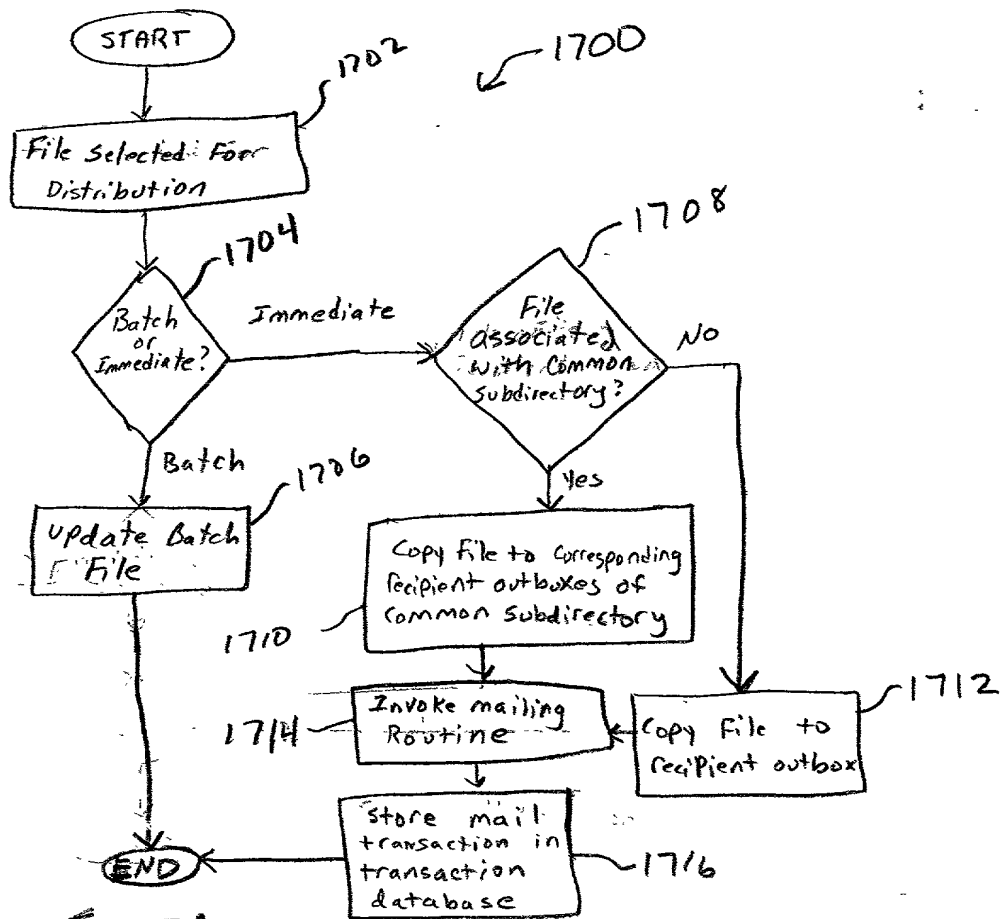 START
1702
1700
File Selected For
Distribution
1704
1708
Batch
or
Immediate?
Immediate
File
associated
with Common
Subdirectory?
NO
Batch
Yes
1706
Update Batch
File
Copy File to Corresponding
recipient outboxes of
Common Subdirectory
1710
1712
Invoke mailing
Routine
1714
Copy File to
recipient outbox
Store mail
transaction in
transaction
database
1716
END